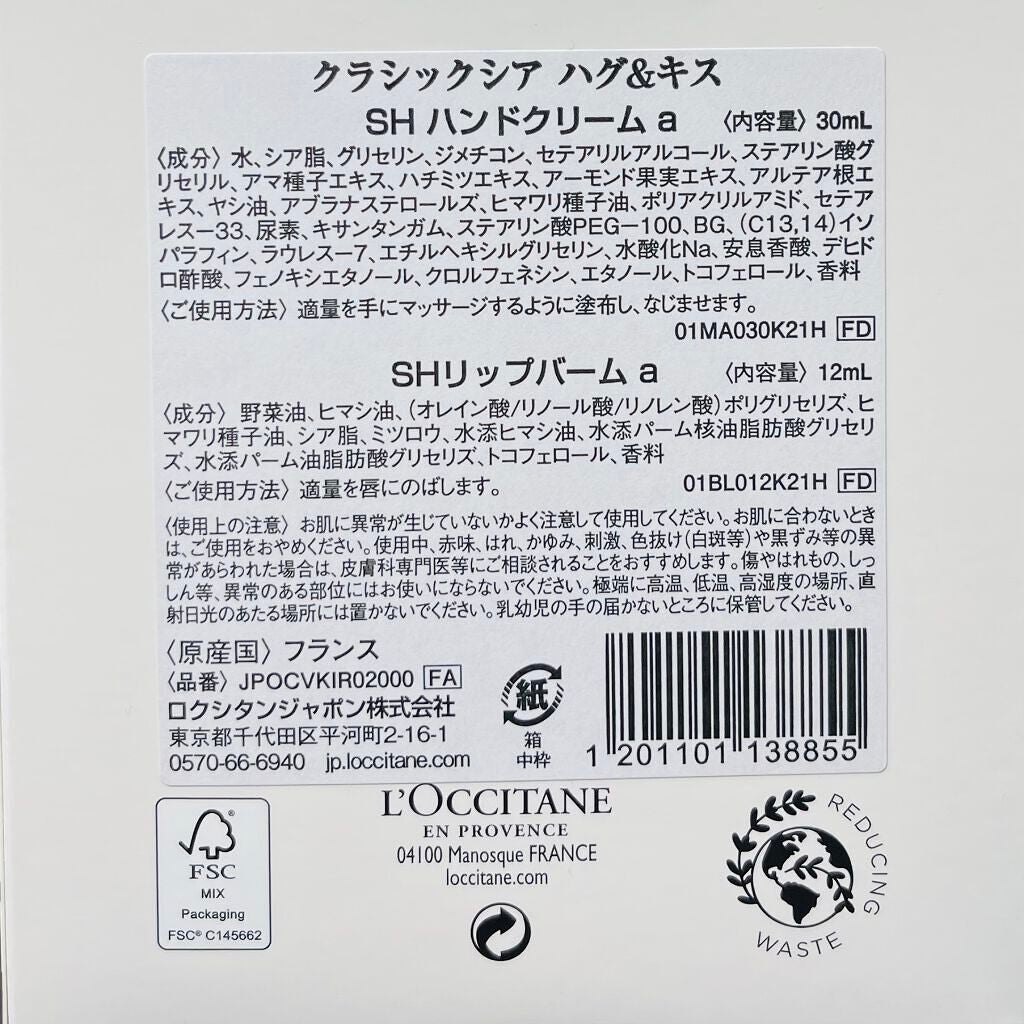 クラシックシア ハグ&キス
SH ハンドクリーム a 〈内容量〉 30mL
〈成分〉水、シア脂、グリセリン、ジメチコン、セテアリルアルコール、ステアリン酸グ
リセリル、アマ種子エキス、ハチミツエキス、アーモンド果実エキス、アルテア根エ
キス、ヤシ油、アブラナステロールズ、ヒマワリ種子油、ポリアクリルアミド、セテア
レス－33、尿素、キサンタンガム、ステアリン酸PEG－100、BG、(C13,14)イソ
パラフィン、ラウレス－7、エチルヘキシルグリセリン、水酸化Na、安息香酸、デヒド
ロ酢酸、フェノキシエタノール、クロルフェネシン、エタノール、トコフェロール、香料
〈ご使用方法〉適量を手にマッサージするように塗布し、なじませます。
01MA030K21H FD
SHリップバーム a 〈内容量〉 12mL
〈成分〉野菜油、ヒマシ油、(オレイン酸/リノール酸/リノレン酸)ポリグリセリズ、ヒ
マワリ種子油、シア脂、ミツロウ、水添ヒマシ油、水添パーム核油脂肪酸グリセリ
ズ、水添パーム油脂肪酸グリセリズ、トコフェロール、香料
〈ご使用方法〉適量を唇にのばします。
01BL012K21H FD
〈使用上の注意〉お肌に異常が生じていないかよく注意して使用してください。お肌に合わないとき
は、ご使用をおやめください。使用中、赤味、はれ、かゆみ、刺激、色抜け(白斑等)や黒ずみ等の異
常があらわれた場合は、皮膚科専門医等にご相談されることをおすすめします。傷やはれもの、しっ
しん等、異常のある部位にはお使いにならないでください。極端に高温、低温、高湿度の場所、直
射日光のあたる場所には置かないでください。乳幼児の手の届かないところに保管してください。
〈原産国〉フランス
〈品番〉JPOCVKIR02000 FA
ロクシタンジャポン株式会社
東京都千代田区平河町2-16-1
0570-66-6940 jp.loccitane.com
紙
箱
中枠
1 201101 138855
L'OCCITANE
EN PROVENCE
04100 Manosque FRANCE
loccitane.com
FSC
MIX
Packaging
FSC® C145662
REDUCING
WASTE